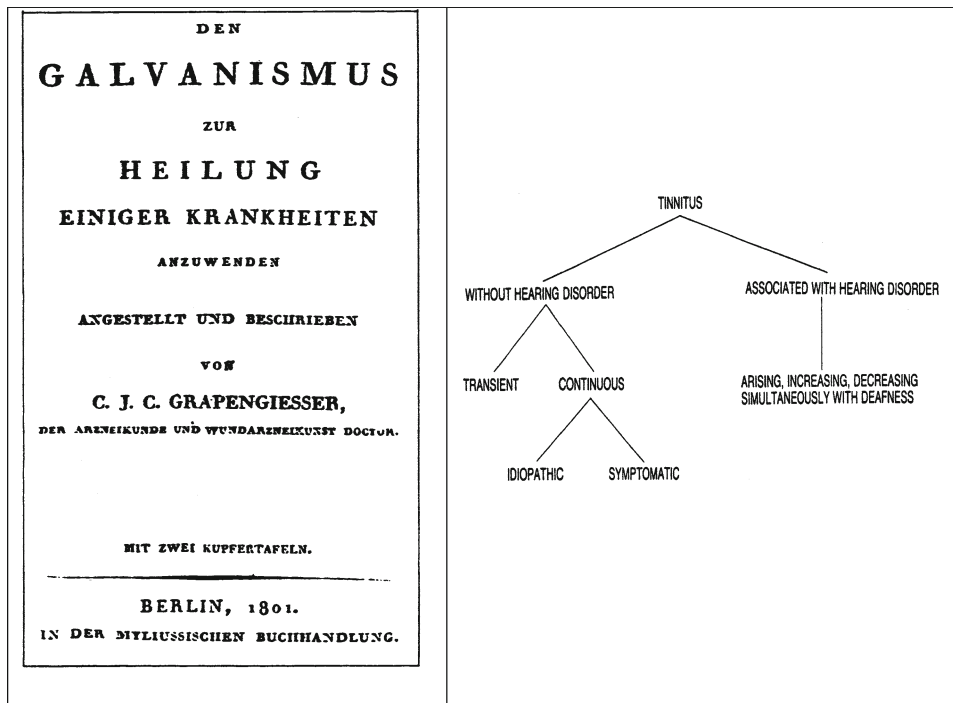 DEN
GALVANISMUS
ZUR
HEILUNG
EINIGER KRANKHEITEN
ANZUWENDEN
ANGESTELLT UND BESCHRIEBEN
VON
C. J. C. GRAPENGIESSER,
DER ARZNEIKUNDE UND WUNDARZNEIKUNST DOCTOR.
MIT ZWEI KUPFERTAFELN.
BERLIN, 1801.
IN DER MYLIUSSISCHEN BUCHHANDLUNG.
TINNITUS
WITHOUT HEARING DISORDER
ASSOCIATED WITH HEARING DISORDER
TRANSIENT
CONTINUOUS
ARISING, INCREASING, DECREASING
SIMULTANEOUSLY WITH DEAFNESS
IDIOPATHIC
SYMPTOMATIC